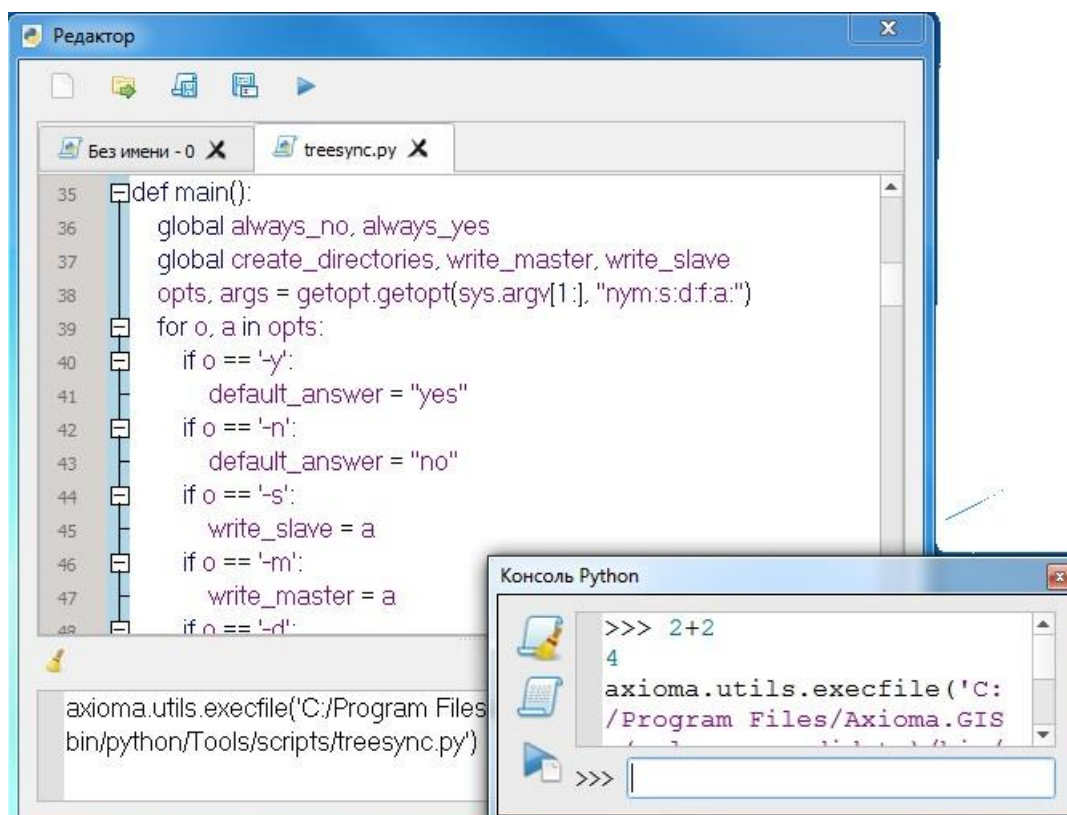 Редактор
Без имени - 0
treesync.py
35 def main():
36 global always_no, always_yes
37 global create_directories, write_master, write_slave
38 opts, args = getopt.getopt(sys.argv[1:], "nym:s:d:f:a:")
39 for o, a in opts:
40 if o == '-y':
41 default_answer = "yes"
42 if o == '-n':
43 default_answer = "no"
44 if o == '-s':
45 write_slave = a
46 if o == '-m':
47 write_master = a
48 if o == '-d':
axioma.utils.execfile('C:/Program Files
bin/python/Tools/scripts/treesync.py')
Консоль Python
>>> 2+2
4
axioma.utils.execfile('C:
/Program Files/Axioma.GIS
>>>